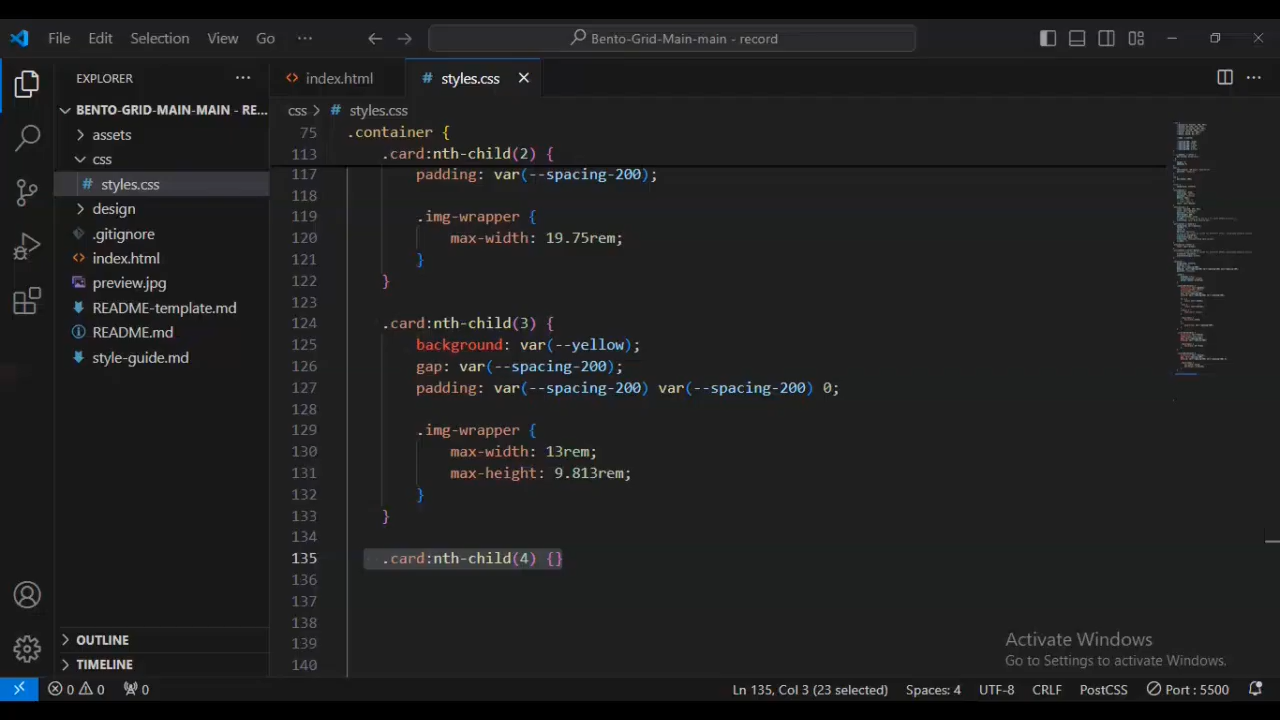 File Edit Selection View Go ··· Bento-Grid-Main-main - record
EXPLORER ···
BENTO-GRID-MAIN-MAIN - RE...
assets
css
styles.css
design
.gitignore
index.html
preview.jpg
README-template.md
README.md
style-guide.md
OUTLINE
TIMELINE
index.html styles.css
css > styles.css
75 .container {
113 .card:nth-child(2) {
117 padding: var(--spacing-200);
118
119 .img-wrapper {
120 max-width: 19.75rem;
121 }
122 }
123
124 .card:nth-child(3) {
125 background: var(--yellow);
126 gap: var(--spacing-200);
127 padding: var(--spacing-200) var(--spacing-200) 0;
128
129 .img-wrapper {
130 max-width: 13rem;
131 max-height: 9.813rem;
132 }
133 }
134
135 .card:nth-child(4) {}
136
137
138
139
140
Activate Windows
Go to Settings to activate Windows.
0 0 0 Ln 135, Col 3 (23 selected) Spaces: 4 UTF-8 CRLF PostCSS Port : 5500